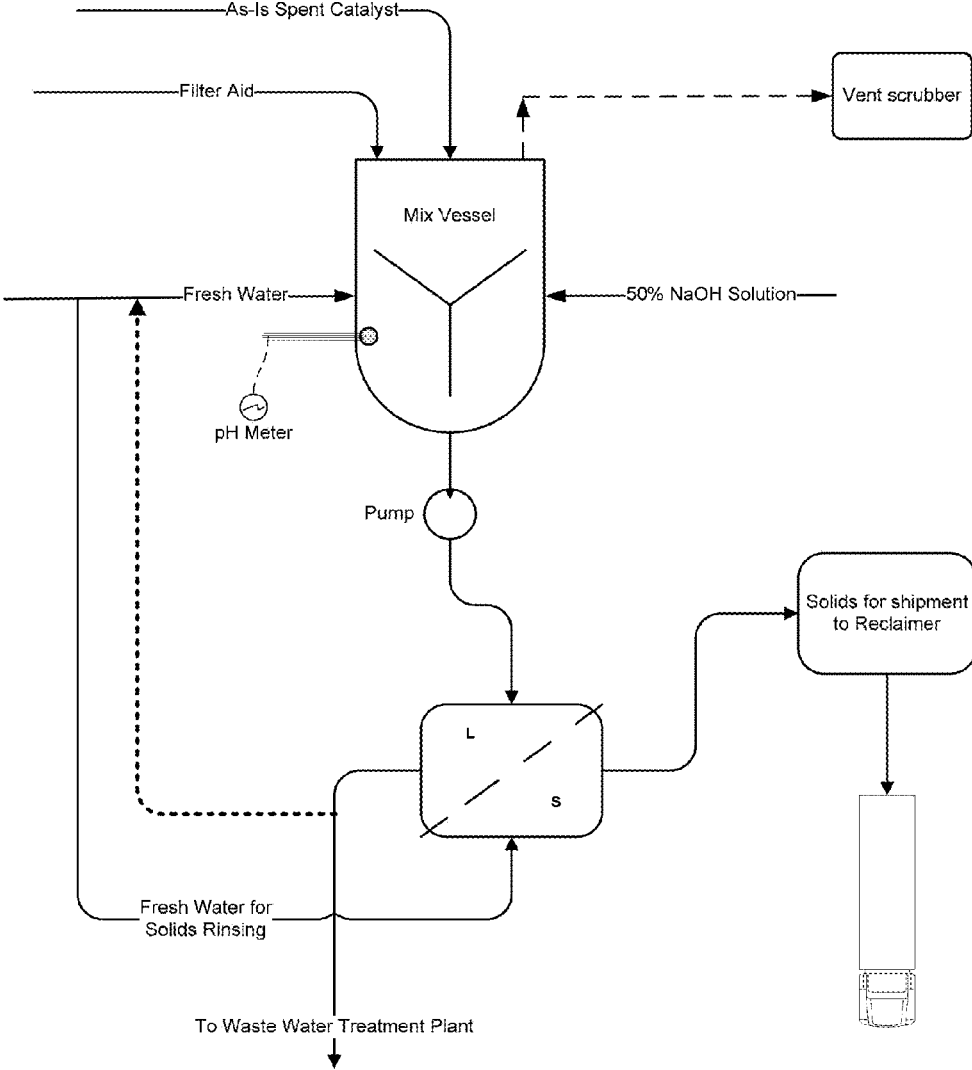 As-Is Spent Catalyst
Filter Aid
Vent scrubber
Mix Vessel
Fresh Water
50% NaOH Solution
pH Meter
Pump
Solids for shipment
to Reclaimer
L
S
Fresh Water for
Solids Rinsing
To Waste Water Treatment Plant